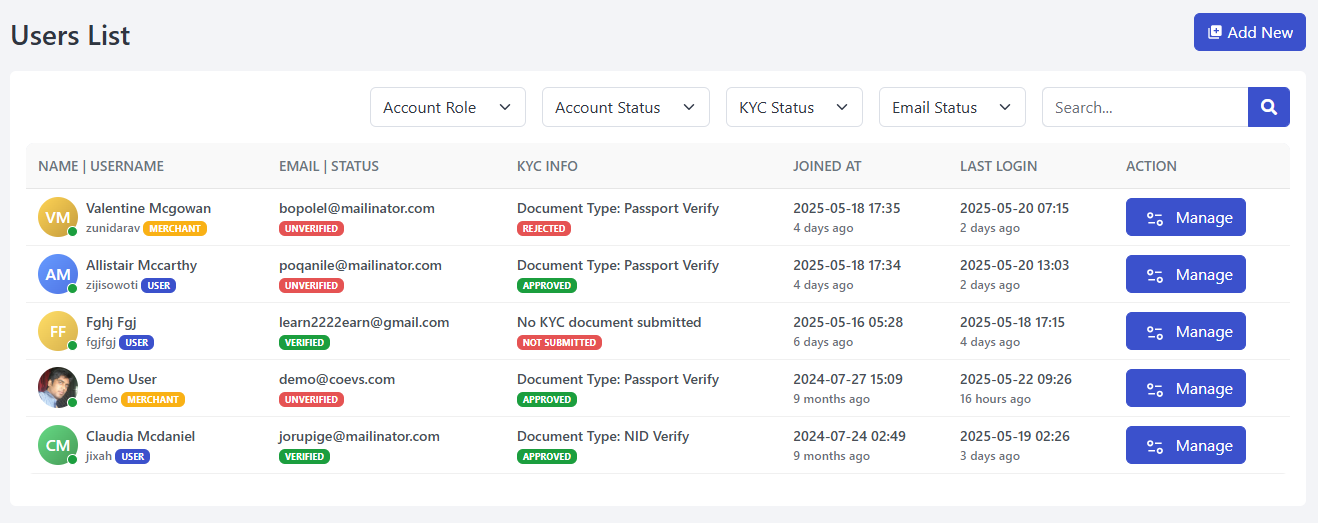 Users List
Add New
Account Role
Account Status
KYC Status
Email Status
Search...
NAME | USERNAME EMAIL | STATUS KYC INFO JOINED AT LAST LOGIN ACTION
VM Valentine Mcgowan bopolel@mailinator.com Document Type: Passport Verify 2025-05-18 17:35 2025-05-20 07:15 Manage
zunidarav MERCHANT UNVERIFIED REJECTED 4 days ago 2 days ago
AM Allistair Mccarthy poqanile@mailinator.com Document Type: Passport Verify 2025-05-18 17:34 2025-05-20 13:03 Manage
zijisowoti USER UNVERIFIED APPROVED 4 days ago 2 days ago
FF Fghj Fgj learn2222earn@gmail.com No KYC document submitted 2025-05-16 05:28 2025-05-18 17:15 Manage
fgjfgj USER VERIFIED NOT SUBMITTED 6 days ago 4 days ago
Demo User demo@coevs.com Document Type: Passport Verify 2024-07-27 15:09 2025-05-22 09:26 Manage
demo MERCHANT UNVERIFIED APPROVED 9 months ago 16 hours ago
CM Claudia Mcdaniel jorupige@mailinator.com Document Type: NID Verify 2024-07-24 02:49 2025-05-19 02:26 Manage
jixah USER VERIFIED APPROVED 9 months ago 3 days ago